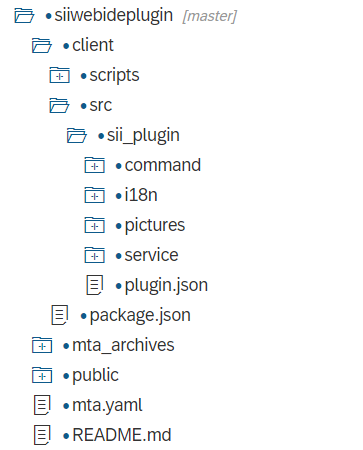 siiwebideplugin [master]
client
scripts
src
sii_plugin
command
i18n
pictures
service
plugin.json
package.json
mta_archives
public
mta.yaml
README.md